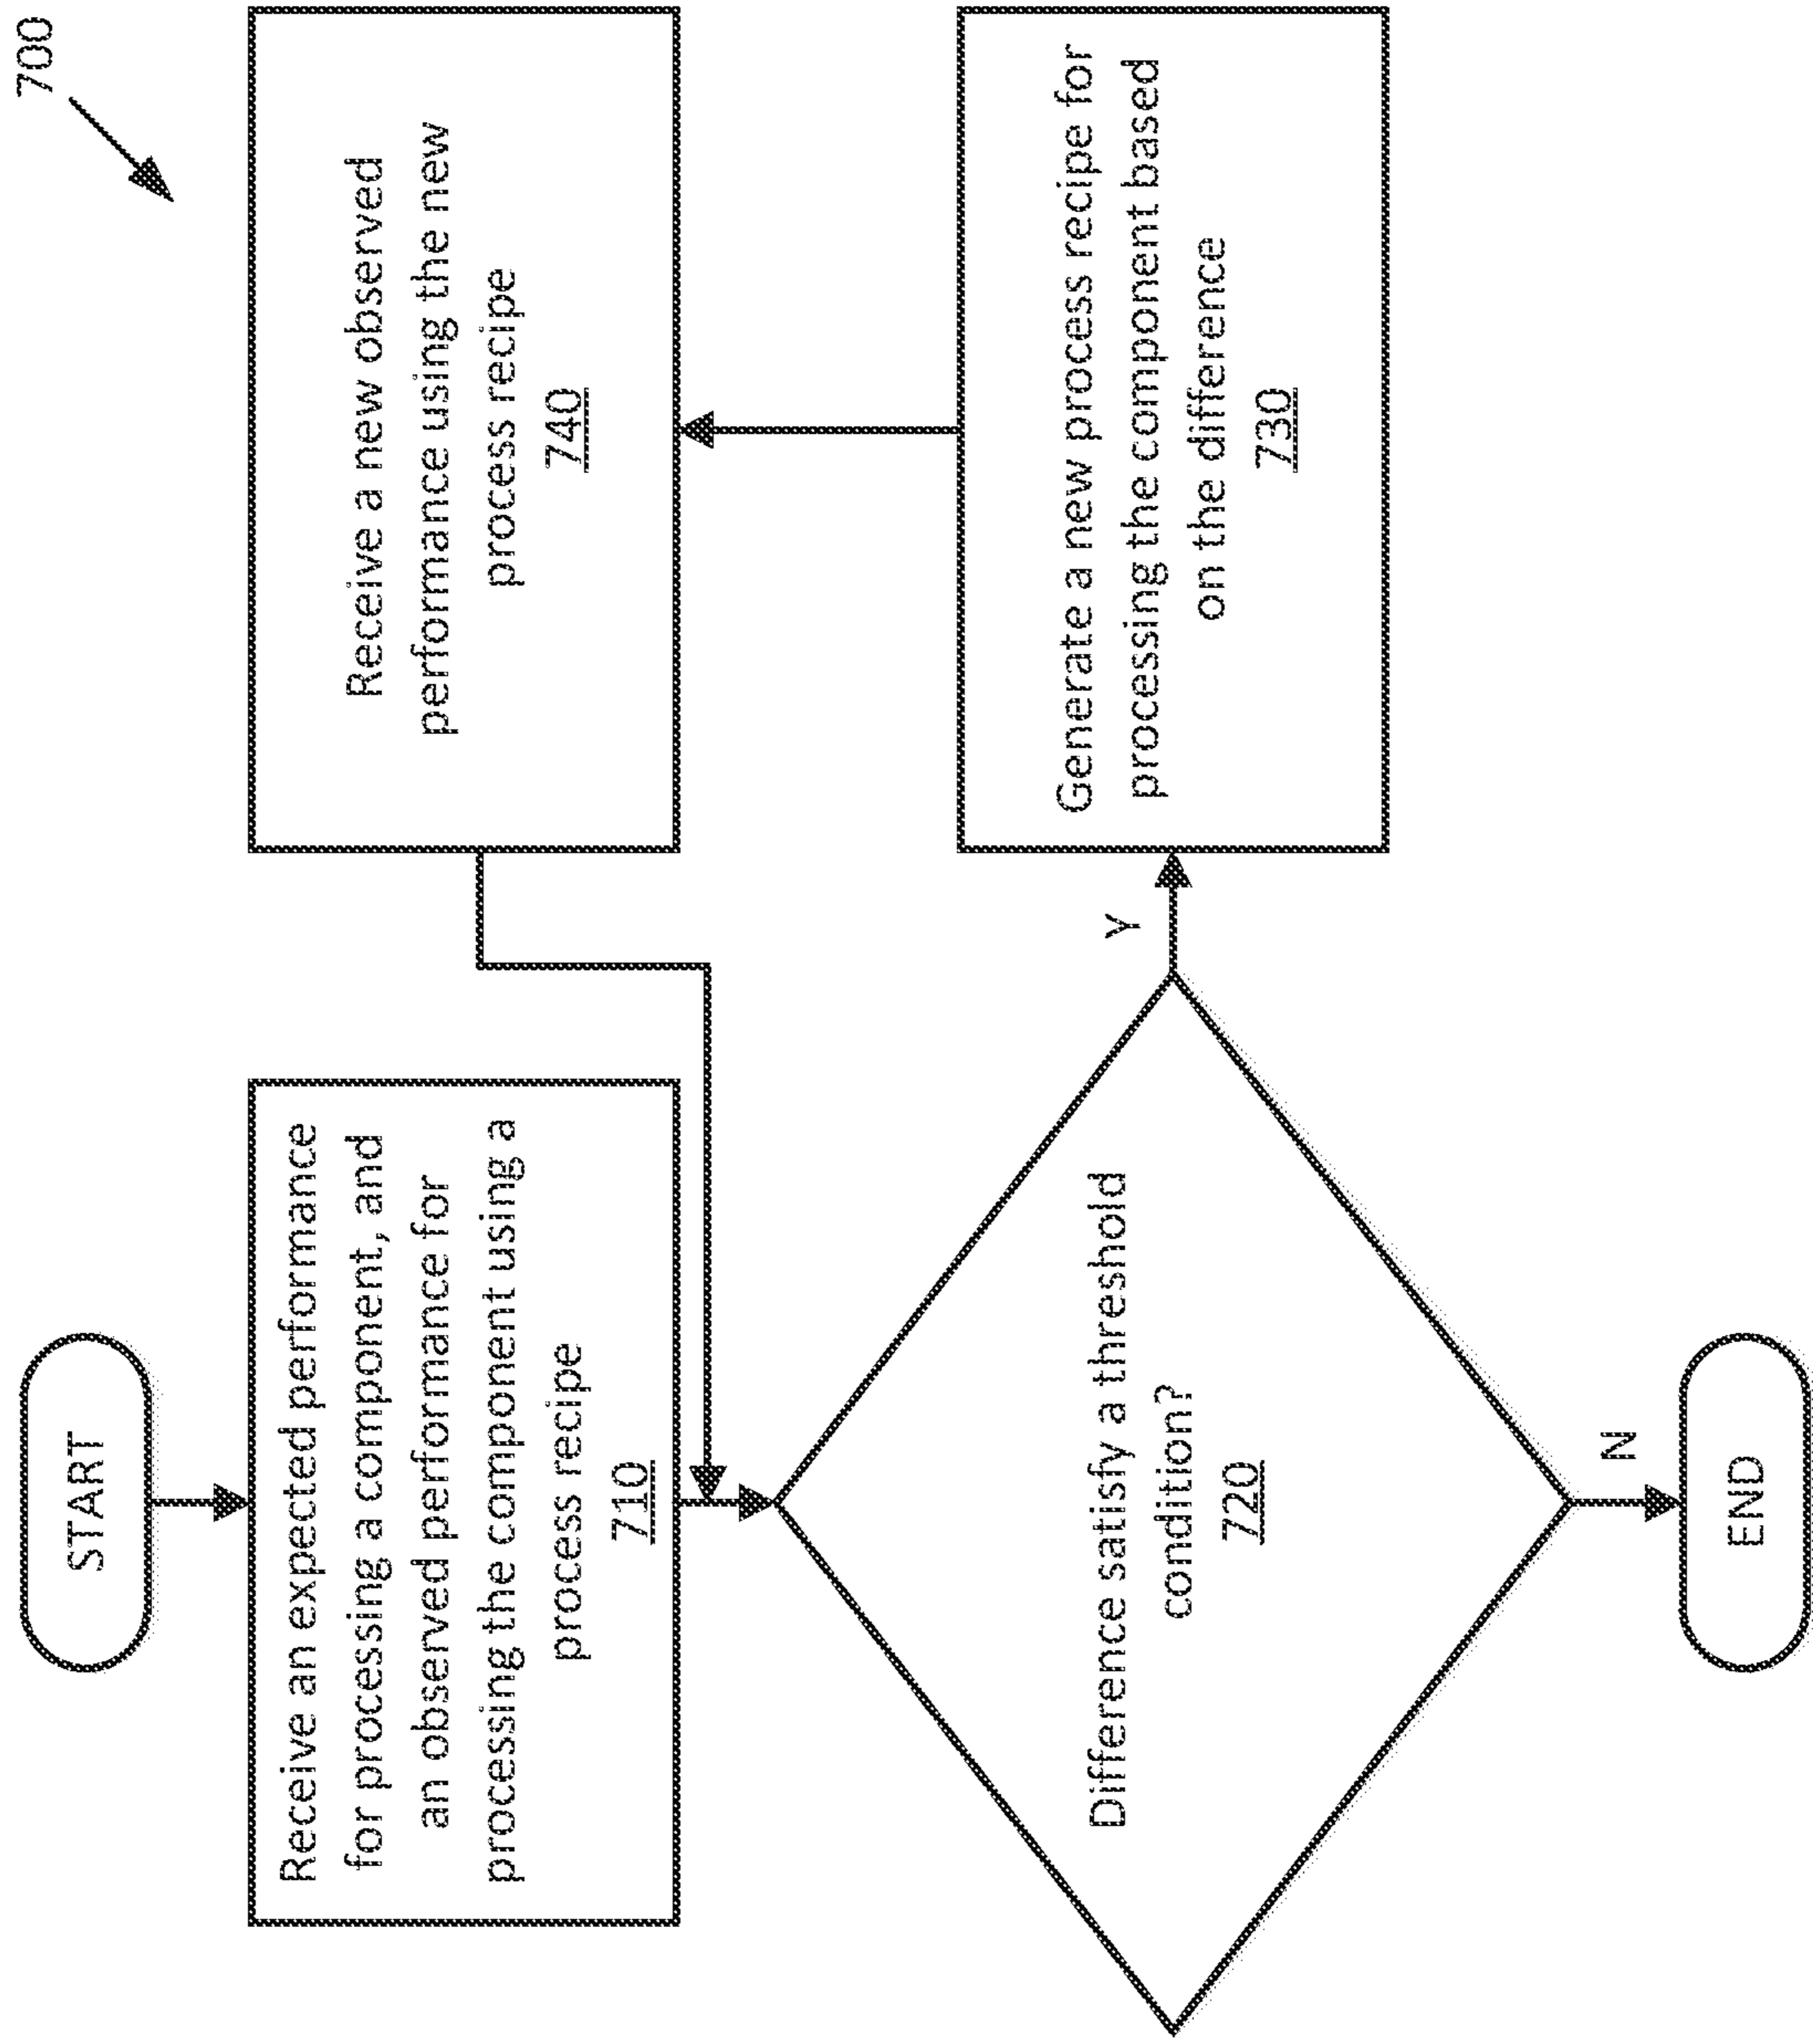 700
START
Receive an expected performance
for processing a component, and
an observed performance for
processing the component using a
process recipe
710
Difference satisfy a threshold
condition?
720
Y
N
END
Generate a new process recipe for
processing the component based
on the difference
730
Receive a new observed
performance using the new
process recipe
740